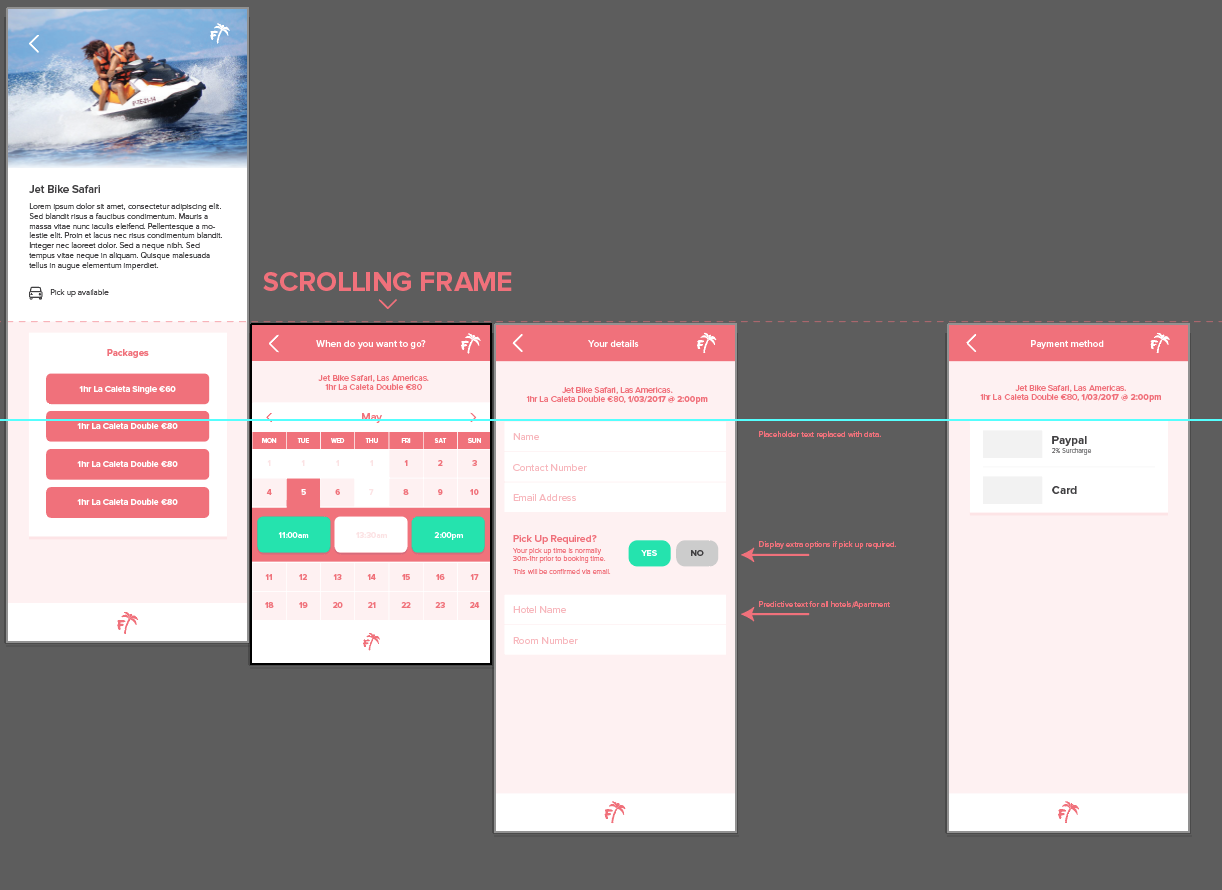 Jet Bike Safari
Lorem ipsum dolor sit amet, consectetur adipiscing elit.
Sed blandit risus a faucibus condimentum. Mauris a
massa vitae nunc iaculis eleifend. Pellentesque a mo-
lestie elit. Proin et lacus nec risus condimentum blandit.
Integer nec laoreet dolor. Sed a neque nibh. Sed
tempus vitae neque in aliquam. Quisque malesuada
tellus in augue elementum imperdiet.
Pick up available
Packages
1hr La Caleta Single €60
1hr La Caleta Double €80
1hr La Caleta Double €80
1hr La Caleta Double €80
SCROLLING FRAME
When do you want to go?
Jet Bike Safari, Las Americas.
1hr La Caleta Double €80
May
MON TUE WED THU FRI SAT SUN
1 1 1 1 1 2 3
4 5 6 7 8 9 10
11:00am 12:30am 2:00pm
11 12 13 14 15 16 17
18 19 20 21 22 23 24
Your details
Jet Bike Safari, Las Americas.
1hr La Caleta Double €80, 1/03/2017 @ 2:00pm
Name
Contact Number
Email Address
Pick Up Required?
Your pick up time is normally
30m-1hr prior to booking time.
This will be confirmed via email.
YES NO
Hotel Name
Room Number
Placeholder text replaced with data.
Display extra options if pick up required.
Predictive text for all hotels/Apartment
Payment method
Jet Bike Safari, Las Americas.
1hr La Caleta Double €80, 1/03/2017 @ 2:00pm
Paypal
2% Surcharge
Card